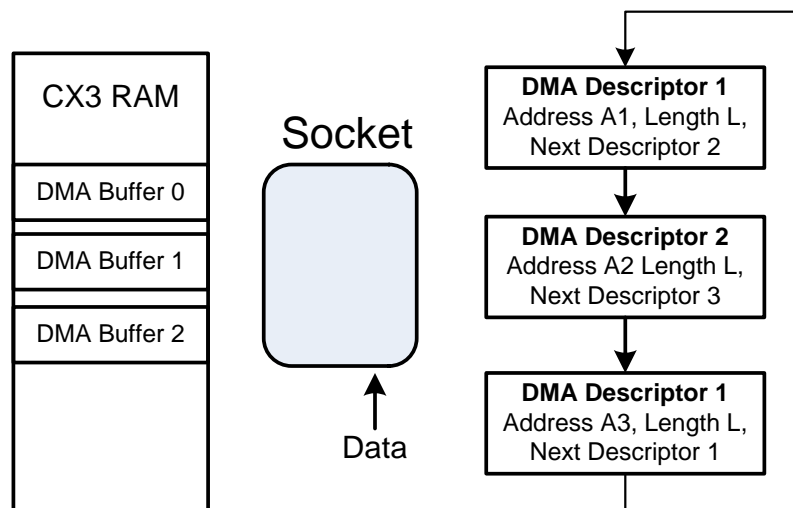 CX3 RAM
DMA Buffer 0
DMA Buffer 1
DMA Buffer 2
Socket
Data
DMA Descriptor 1
Address A1, Length L,
Next Descriptor 2
DMA Descriptor 2
Address A2 Length L,
Next Descriptor 3
DMA Descriptor 1
Address A3, Length L,
Next Descriptor 1